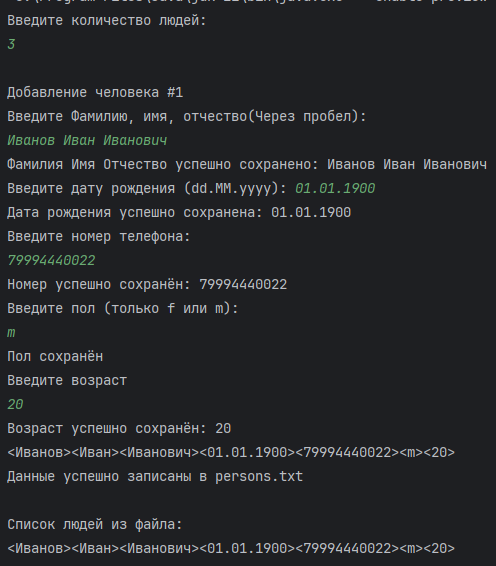 Введите количество людей:
3
Добавление человека #1
Введите Фамилию, имя, отчество(Через пробел):
Иванов Иван Иванович
Фамилия Имя Отчество успешно сохранено: Иванов Иван Иванович
Введите дату рождения (dd.MM.yyyy): 01.01.1900
Дата рождения успешно сохранена: 01.01.1900
Введите номер телефона:
79994440022
Номер успешно сохранён: 79994440022
Введите пол (только f или m):
m
Пол сохранён
Введите возраст
20
Возраст успешно сохранён: 20
<Иванов><Иван><Иванович><01.01.1900><79994440022><m><20>
Данные успешно записаны в persons.txt
Список людей из файла:
<Иванов><Иван><Иванович><01.01.1900><79994440022><m><20>